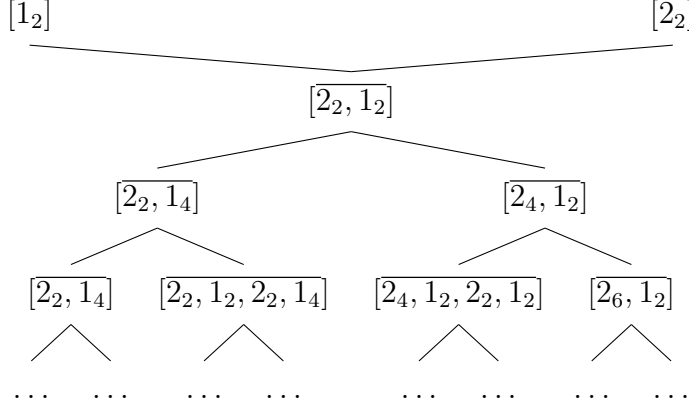 [1₂] [2₂]
[2₂, 1₂]
[2₂, 1₄] [2₄, 1₂]
[2₂, 1₄] [2₂, 1₂, 2₂, 1₄] [2₄, 1₂, 2₂, 1₂] [2₆, 1₂]
... ... ... ... ... ... ... ...